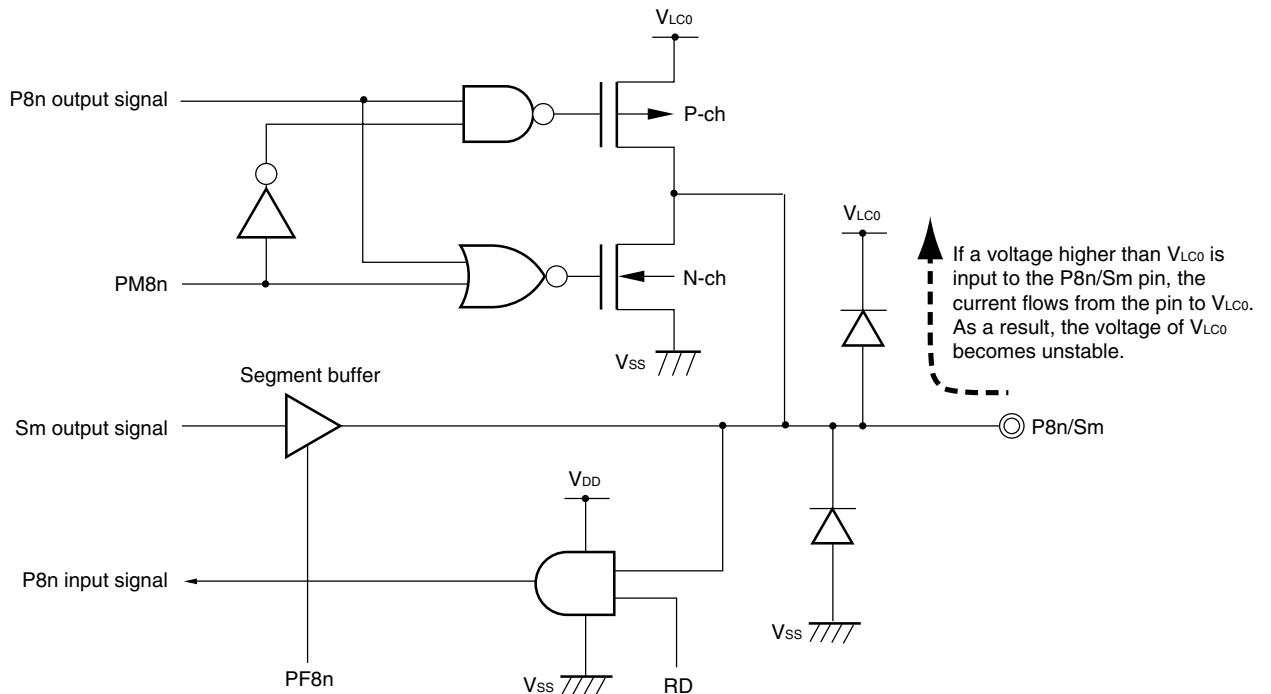 VLC0
P8n output signal
P-ch
VLC0
If a voltage higher than VLC0 is
input to the P8n/Sm pin, the
current flows from the pin to VLC0.
As a result, the voltage of VLC0
becomes unstable.
PM8n
N-ch
VSS
Segment buffer
Sm output signal
P8n/Sm
VDD
P8n input signal
VSS
PF8n
VSS
RD